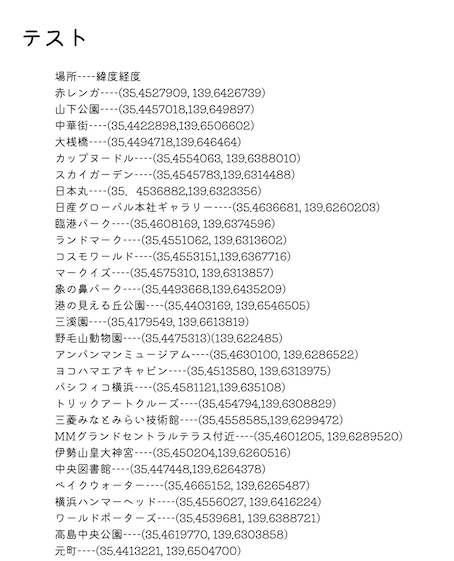 テスト
場所----緯度経度
赤レンガ----(35.4527909, 139.6426739)
山下公園----(35.4457018,139.649897)
中華街----(35.4422898,139.6506602)
大桟橋----(35.4494718,139.646464)
カップヌードル----(35.4554063, 139.6388010)
スカイガーデン----(35.4545783,139.6314488)
日本丸----(35．4536882,139.6323356)
日産グローバル本社ギャラリー----(35.4636681, 139.6260203)
臨港パーク----(35.4608169, 139.6374596)
ランドマーク----(35.4551062, 139.6313602)
コスモワールド----(35.4553151,139.6367716)
マークイズ----(35.4575310, 139.6313857)
象の鼻パーク----(35.4493668,139.6435209)
港の見える丘公園----(35.4403169, 139.6546505)
三溪園----(35.4179549, 139.6613819)
野毛山動物園----(35.4475313)(139.622485)
アンパンマンミュージアム----(35.4630100, 139.6286522)
ヨコハマエアキャビン----(35.4513580, 139.6313975)
パシフィコ横浜----(35.4581121,139.635108)
トリックアートクルーズ----(35.454794,139.6308829)
三菱みなとみらい技術館----(35.4558585,139.6299472)
MMグランドセントラルテラス付近----(35.4601205, 139.6289520)
伊勢山皇大神宮----(35.450204,139.6260516)
中央図書館----(35.447448,139.6264378)
ベイクウォーター----(35.4665152, 139.6265487)
横浜ハンマーヘッド----(35.4556027, 139.6416224)
ワールドポーターズ----(35.4539681, 139.6388721)
高島中央公園----(35.4619770, 139.6303858)
元町----(35.4413221, 139.6504700)